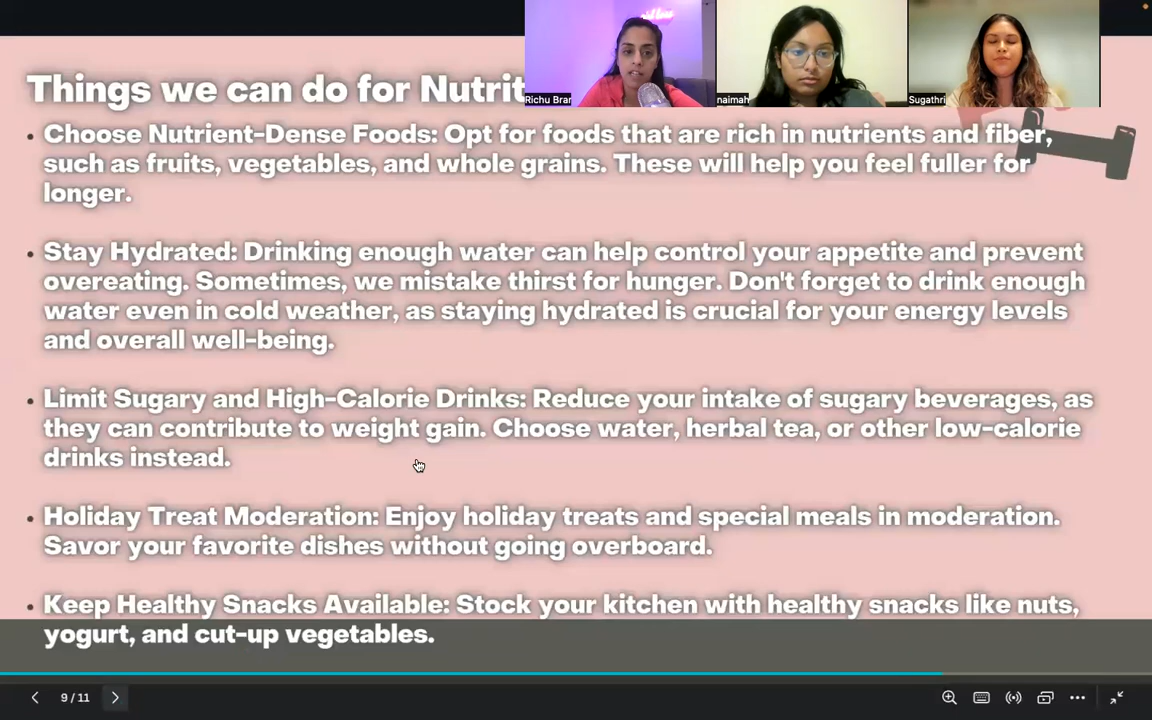 Things we can do for Nutrit
Richu Bran
naimah
Sugathri
• Choose Nutrient-Dense Foods: Opt for foods that are rich in nutrients and fiber,
such as fruits, vegetables, and whole grains. These will help you feel fuller for
longer.
• Stay Hydrated: Drinking enough water can help control your appetite and prevent
overeating. Sometimes, we mistake thirst for hunger. Don't forget to drink enough
water even in cold weather, as staying hydrated is crucial for your energy levels
and overall well-being.
• Limit Sugary and High-Calorie Drinks: Reduce your intake of sugary beverages, as
they can contribute to weight gain. Choose water, herbal tea, or other low-calorie
drinks instead.
• Holiday Treat Moderation: Enjoy holiday treats and special meals in moderation.
Savor your favorite dishes without going overboard.
• Keep Healthy Snacks Available: Stock your kitchen with healthy snacks like nuts,
yogurt, and cut-up vegetables.
9 / 11